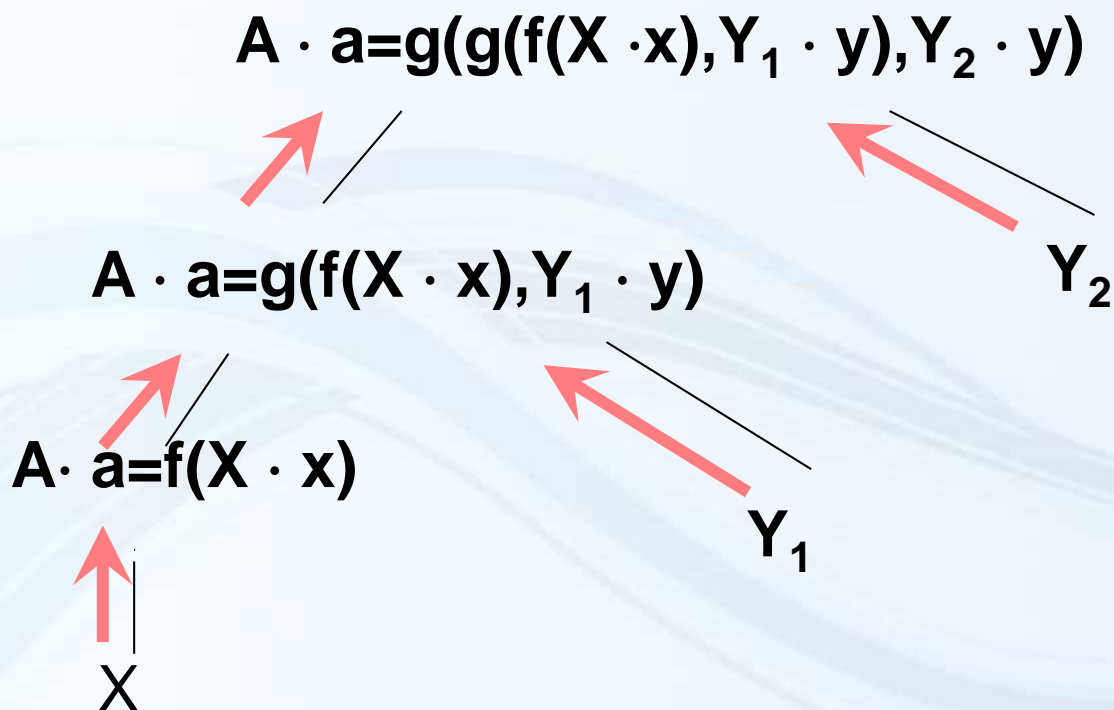 A · a=g(g(f(X ·x),Y₁ · y),Y₂ · y)
Y₂
A · a=g(f(X · x),Y₁ · y)
A· a=f(X · x)
Y₁
X